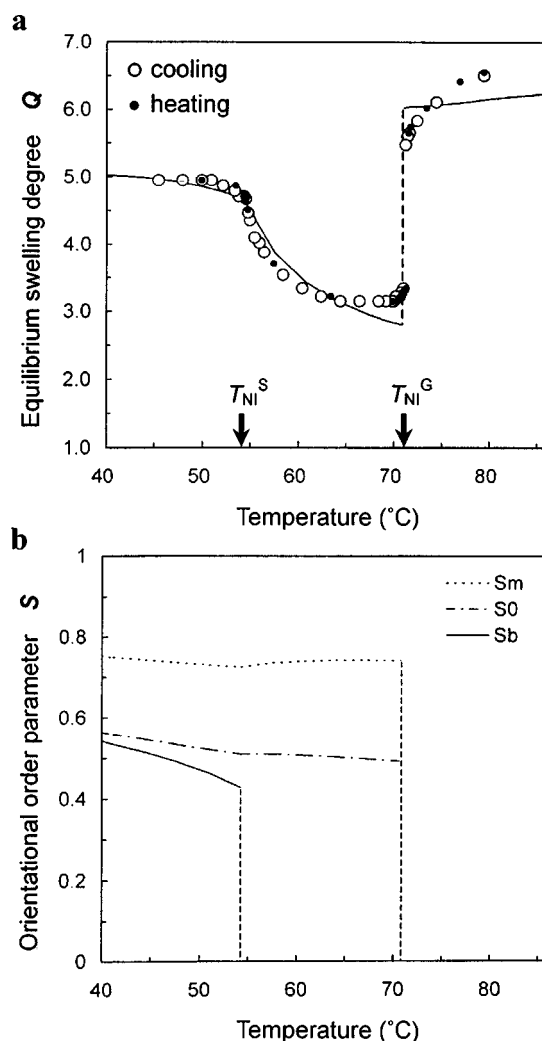 a
7.0
cooling
heating
6.0
5.0
4.0
3.0
2.0
1.0
Equilibrium swelling degree Q
T_NI^S
T_NI^G
40
50
60
70
80
Temperature (°C)
b
1
Sm
S0
Sb
0.8
0.6
0.4
0.2
0
Orientational order parameter S
40
50
60
70
80
Temperature (°C)